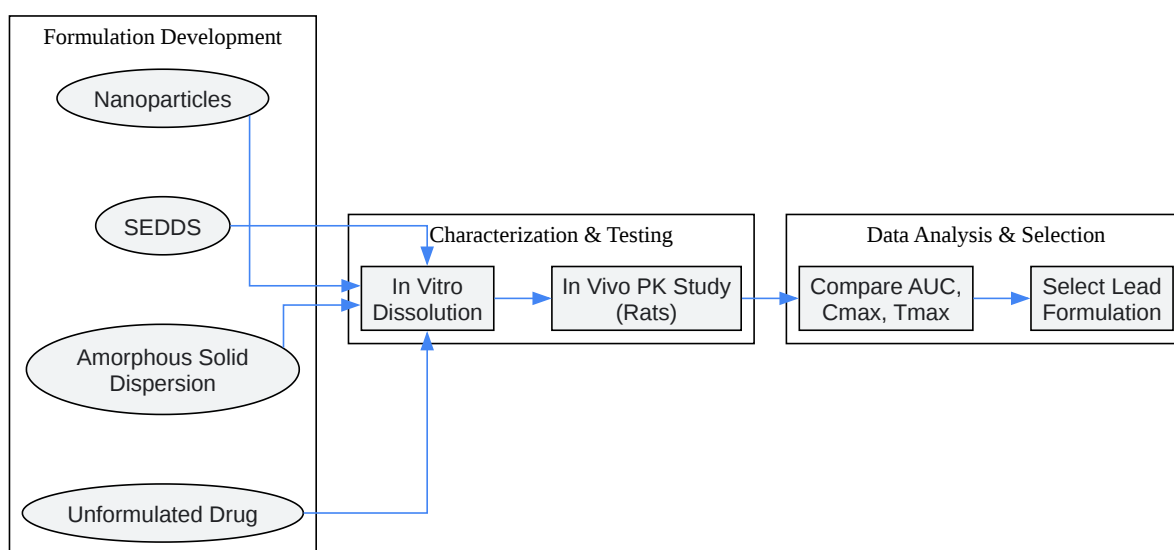 Formulation Development
Nanoparticles
SEDDS
Amorphous Solid
Dispersion
Unformulated Drug
Characterization & Testing
In Vitro
Dissolution
In Vivo PK Study
(Rats)
Data Analysis & Selection
Compare AUC,
Cmax, Tmax
Select Lead
Formulation